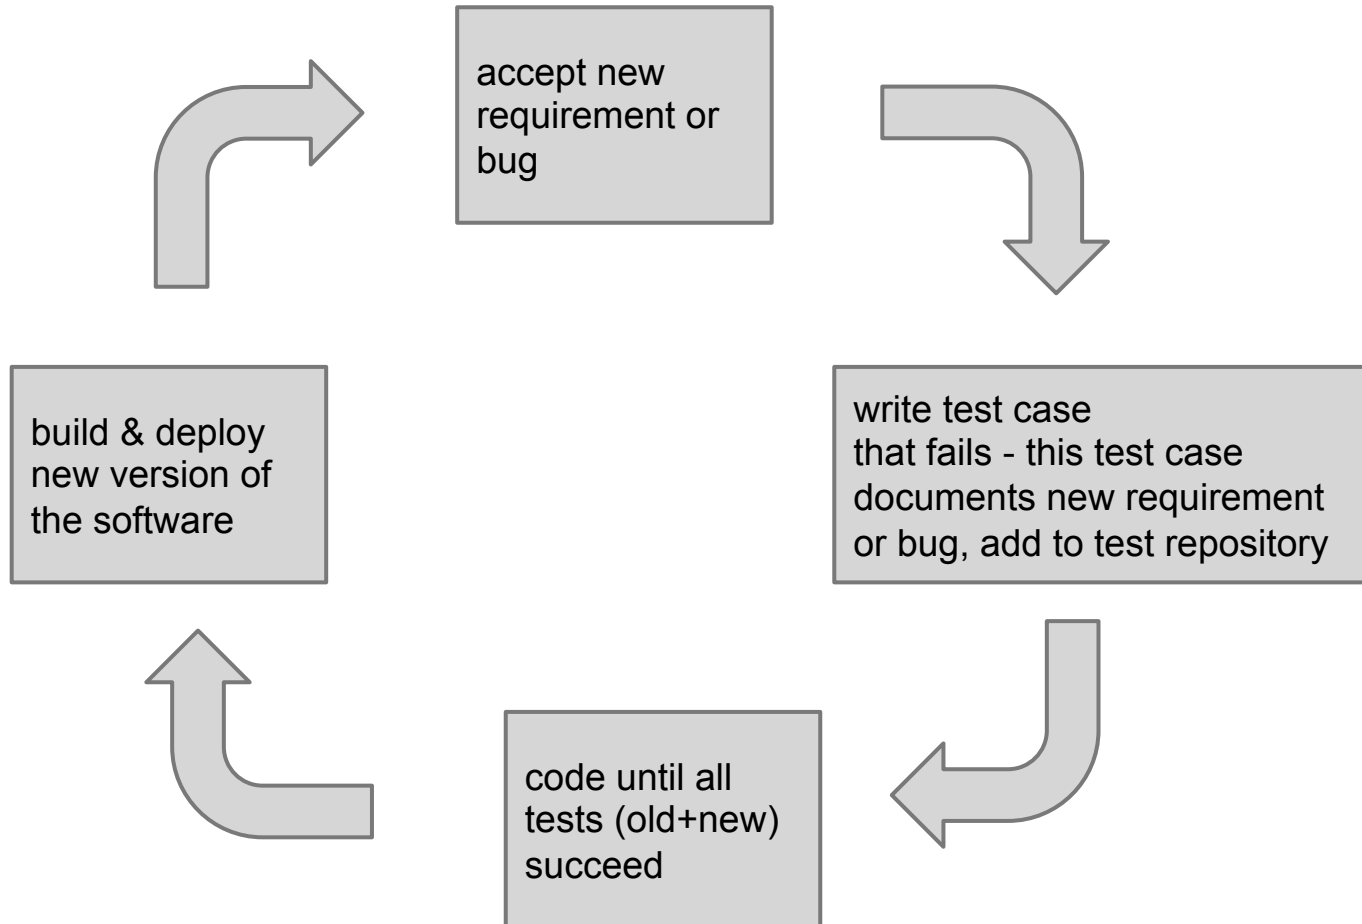 accept new
requirement or
bug
write test case
that fails - this test case
documents new requirement
or bug, add to test repository
code until all
tests (old+new)
succeed
build & deploy
new version of
the software